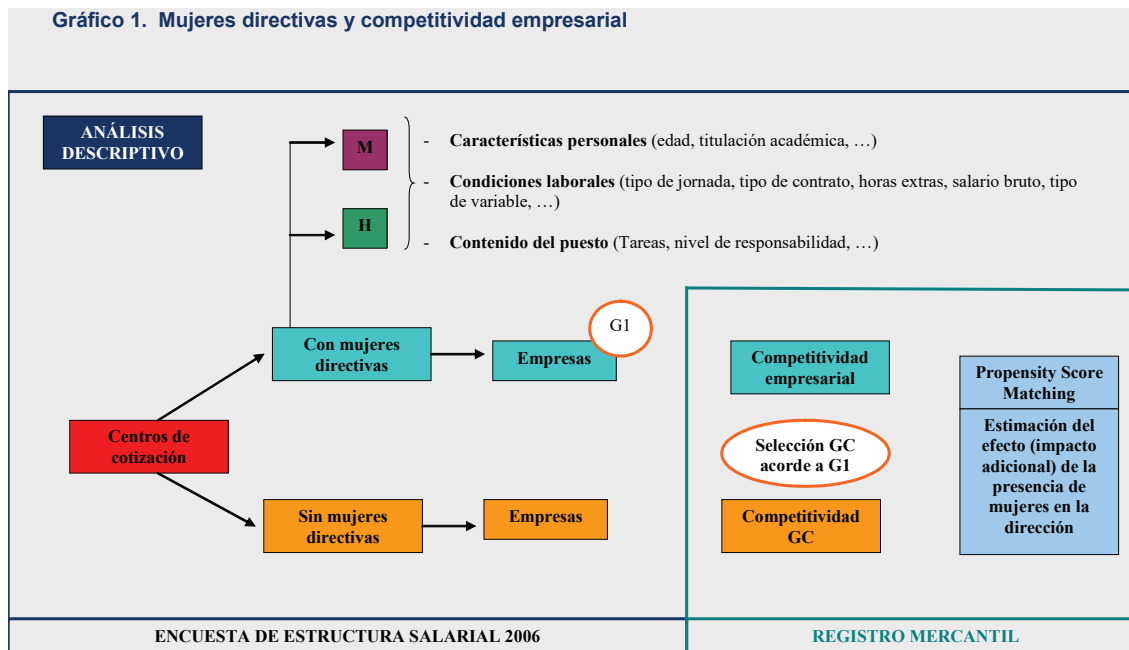 Gráfico 1. Mujeres directivas y competitividad empresarial
ANÁLISIS
DESCRIPTIVO
M
H
- Características personales (edad, titulación académica, …)
- Condiciones laborales (tipo de jornada, tipo de contrato, horas extras, salario bruto, tipo
de variable, …)
- Contenido del puesto (Tareas, nivel de responsabilidad, …)
Con mujeres
directivas
Empresas
G1
Centros de
cotización
Sin mujeres
directivas
Empresas
Competitividad
empresarial
Selección GC
acorde a G1
Competitividad
GC
Propensity Score
Matching
Estimación del
efecto (impacto
adicional) de la
presencia de
mujeres en la
dirección
ENCUESTA DE ESTRUCTURA SALARIAL 2006
REGISTRO MERCANTIL